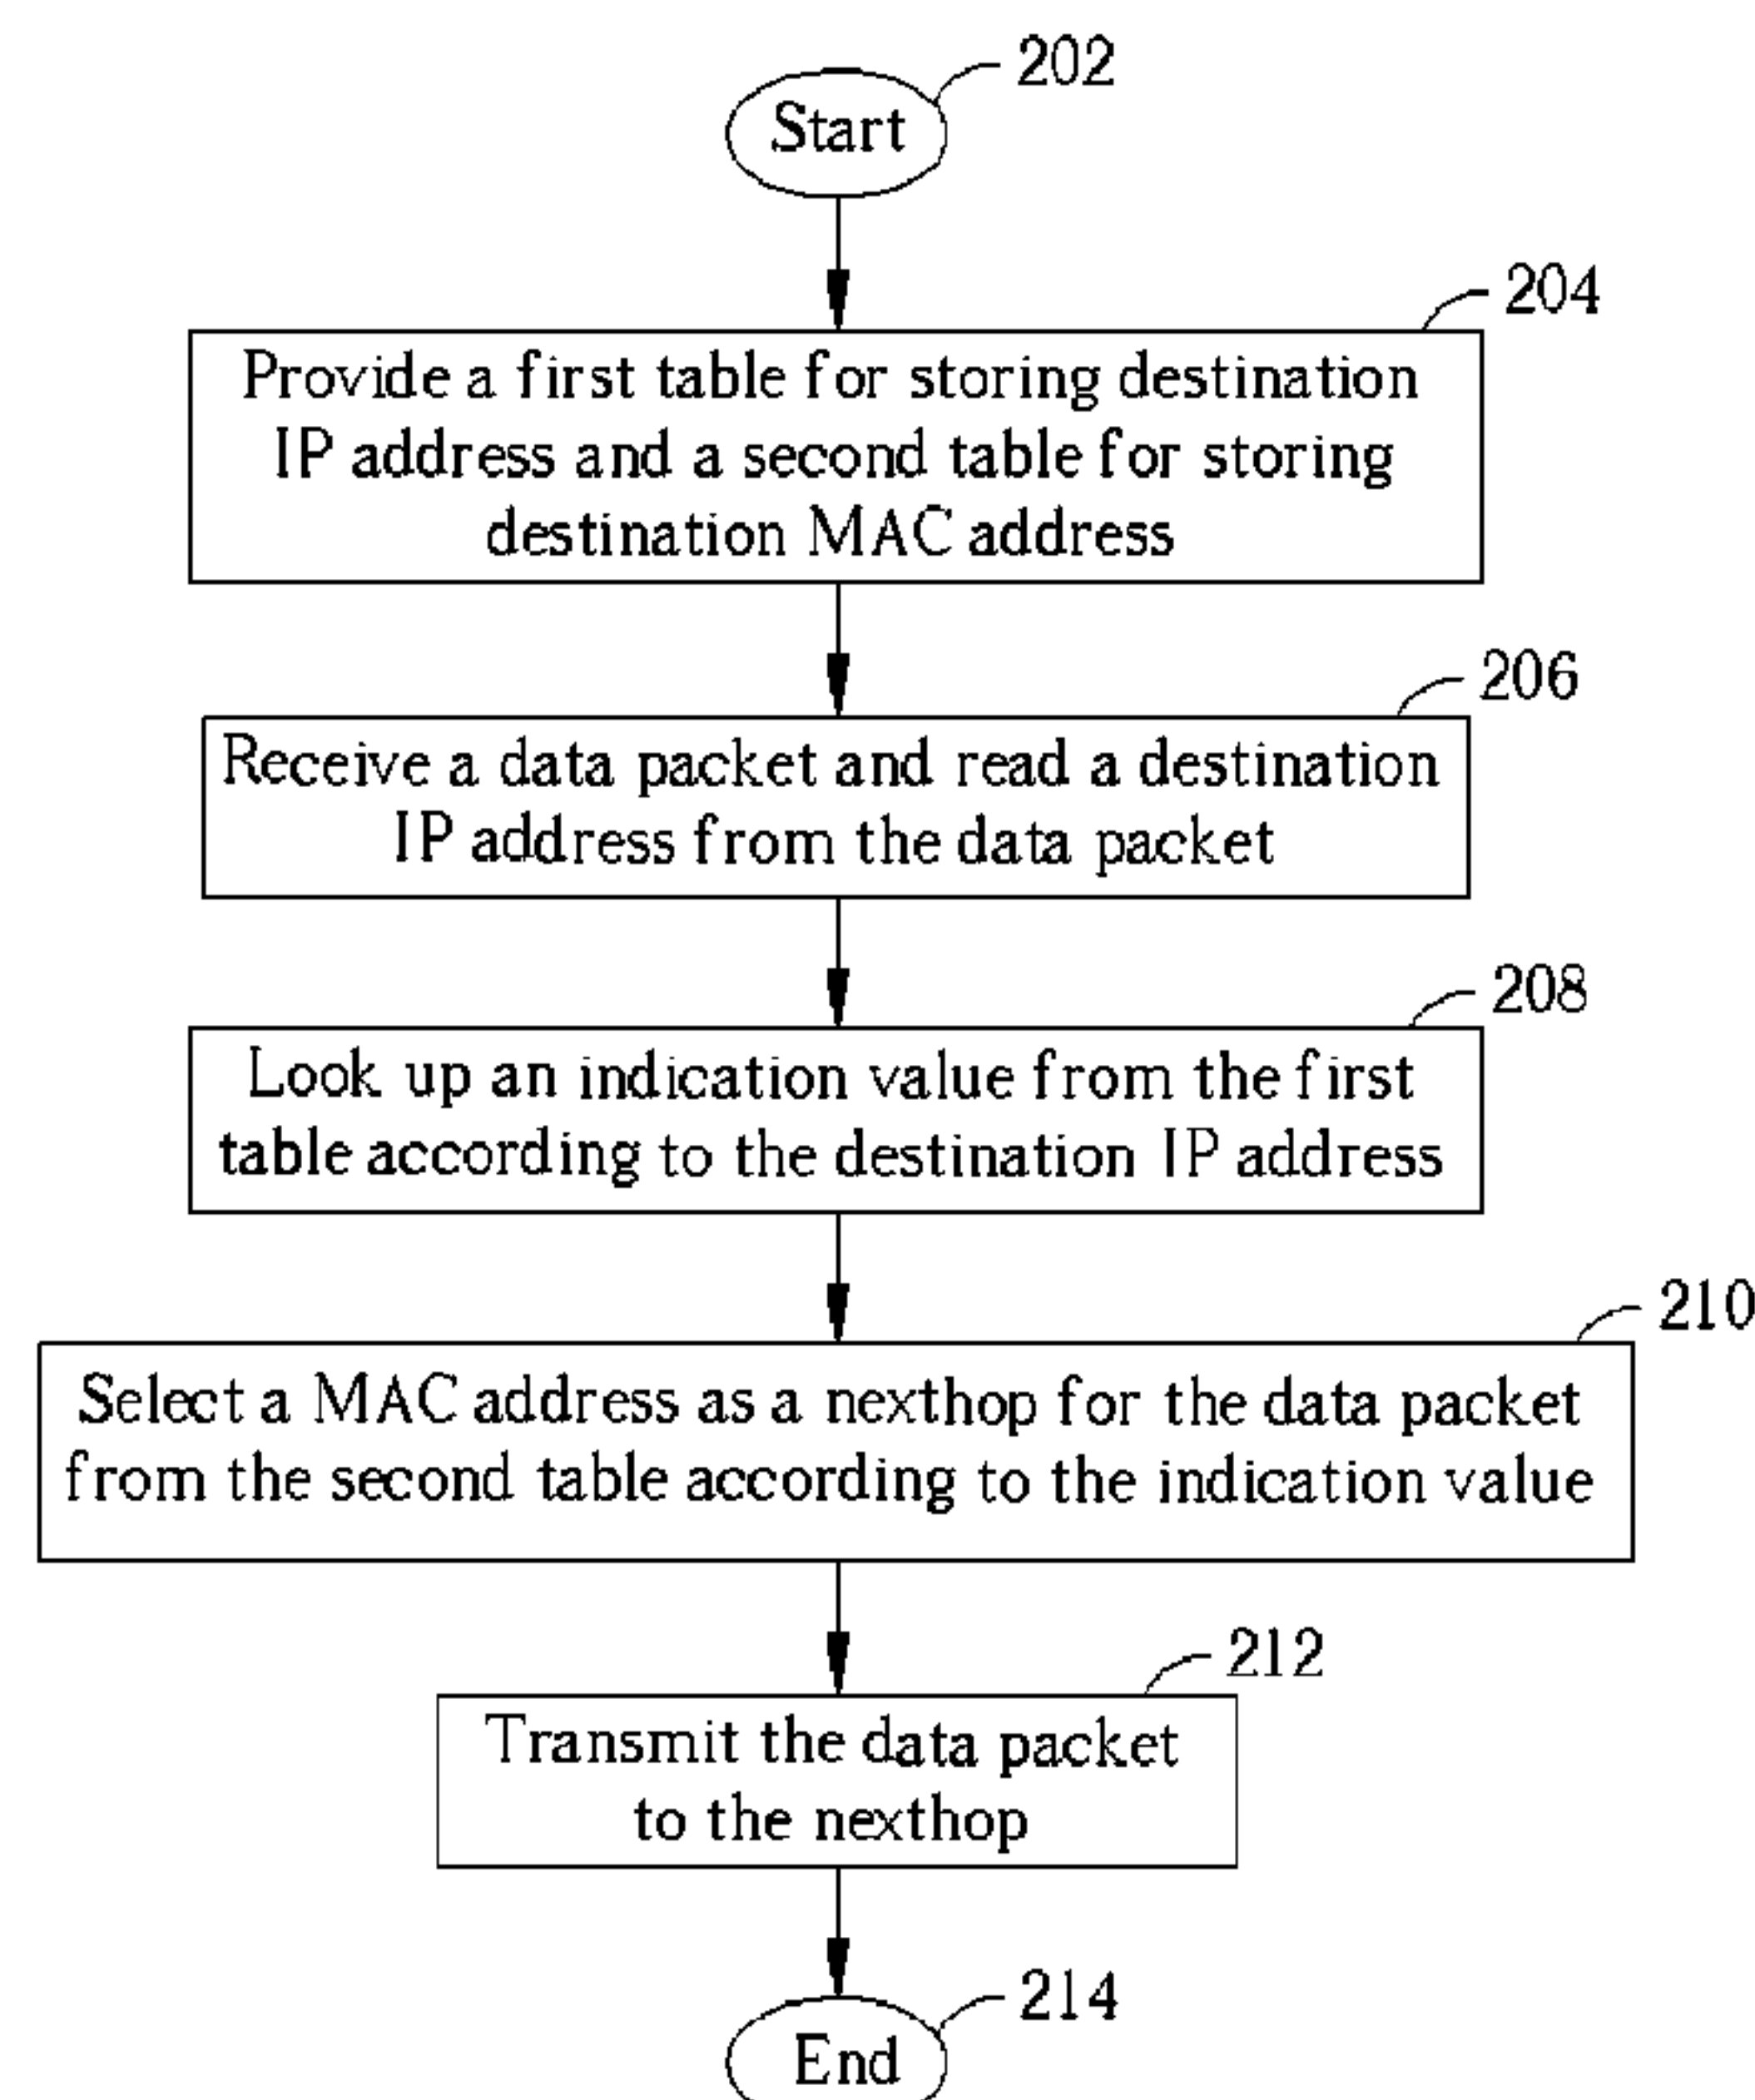 202
Start
204
Provide a first table for storing destination
IP address and a second table for storing
destination MAC address
206
Receive a data packet and read a destination
IP address from the data packet
208
Look up an indication value from the first
table according to the destination IP address
210
Select a MAC address as a nexthop for the data packet
from the second table according to the indication value
212
Transmit the data packet
to the nexthop
214
End